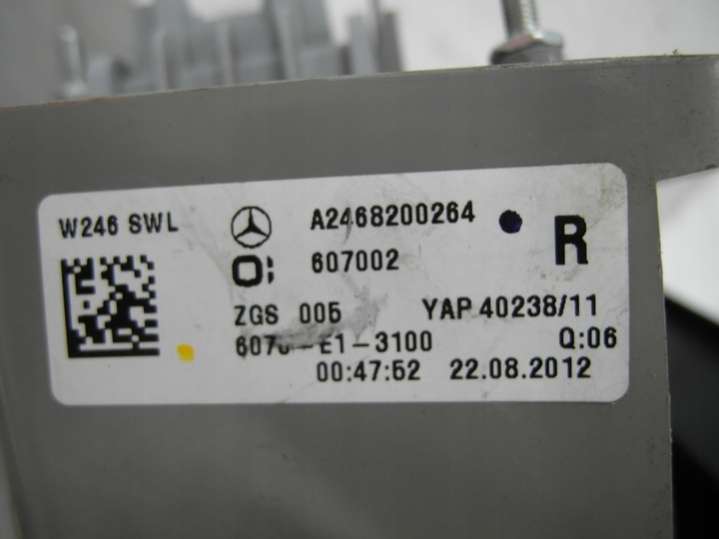 W246 SWL A2468200264 R
O; 607002
ZGS 005 YAP 40238/11
E1-3100 Q:06
00:47:52 22.08.2012